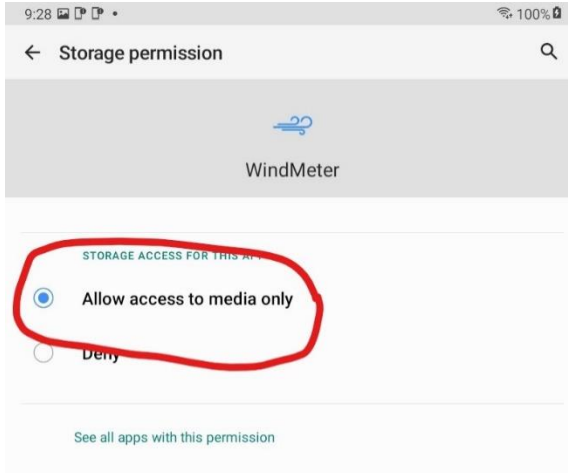 9:28 100%
Storage permission
WindMeter
STORAGE ACCESS FOR THIS APP
Allow access to media only
Deny
See all apps with this permission